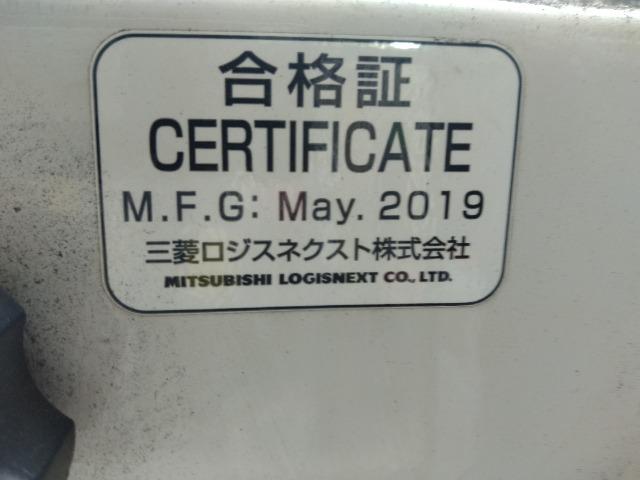 合格証
CERTIFICATE
M.F.G: May. 2019
三菱ロジスネクスト株式会社
MITSUBISHI LOGISNEXT CO., LTD.